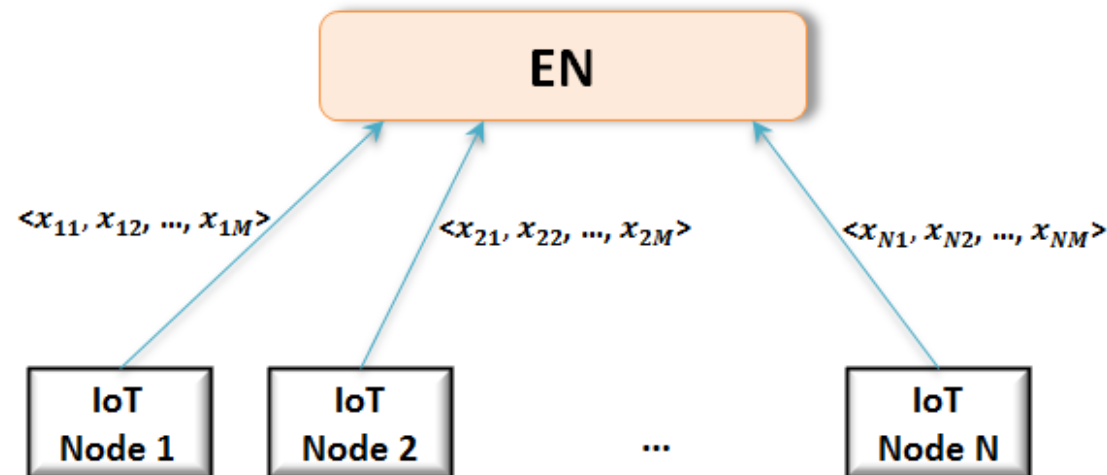 EN
<x₁₁, x₁₂, ..., x₁M>
<x₂₁, x₂₂, ..., x₂M>
<xN1, xN2, ..., xNM>
IoT
Node 1
IoT
Node 2
...
IoT
Node N